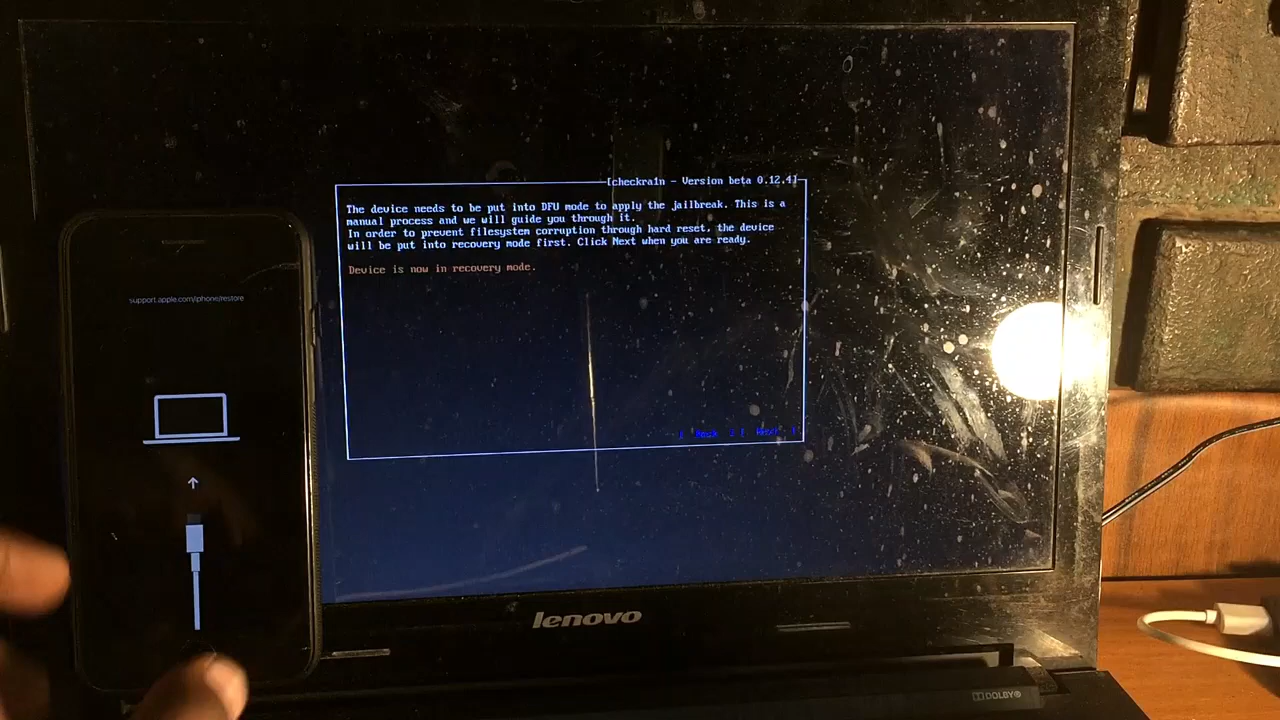 [checkra1n - Version beta 0.12.4]
The device needs to be put into DFU mode to apply the jailbreak. This is a
manual process and we will guide you through it.
In order to prevent filesystem corruption through hard reset, the device
will be put into recovery mode first. Click Next when you are ready.
Device is now in recovery mode.
support.apple.com/iphone/restore
lenovo
DOLBY®